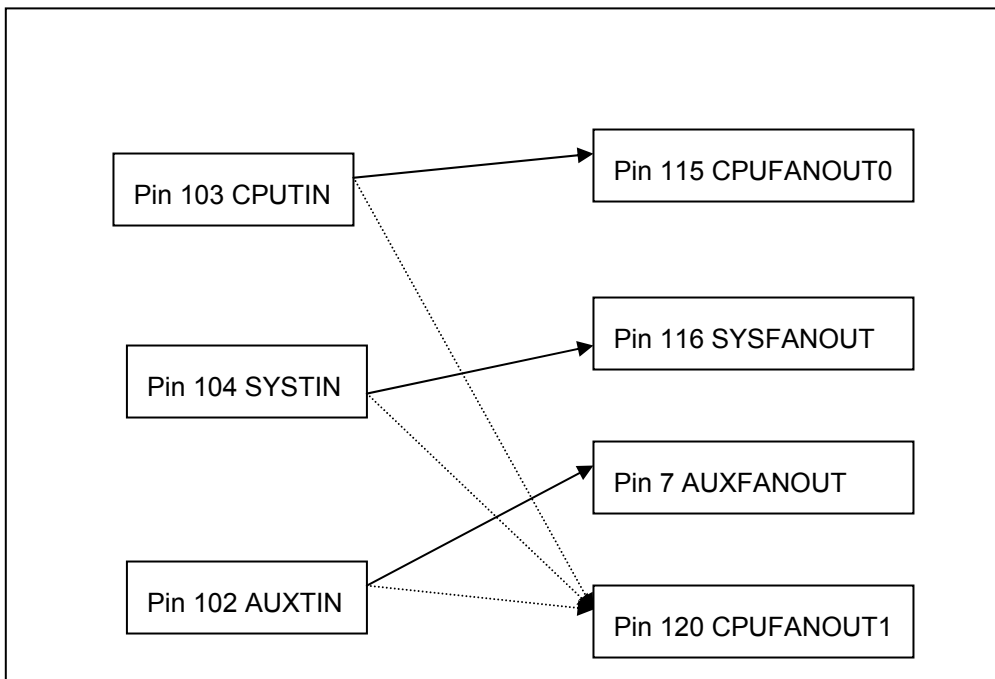 Pin 103 CPUTIN
Pin 115 CPUFANOUT0
Pin 104 SYSTIN
Pin 116 SYSFANOUT
Pin 7 AUXFANOUT
Pin 102 AUXTIN
Pin 120 CPUFANOUT1